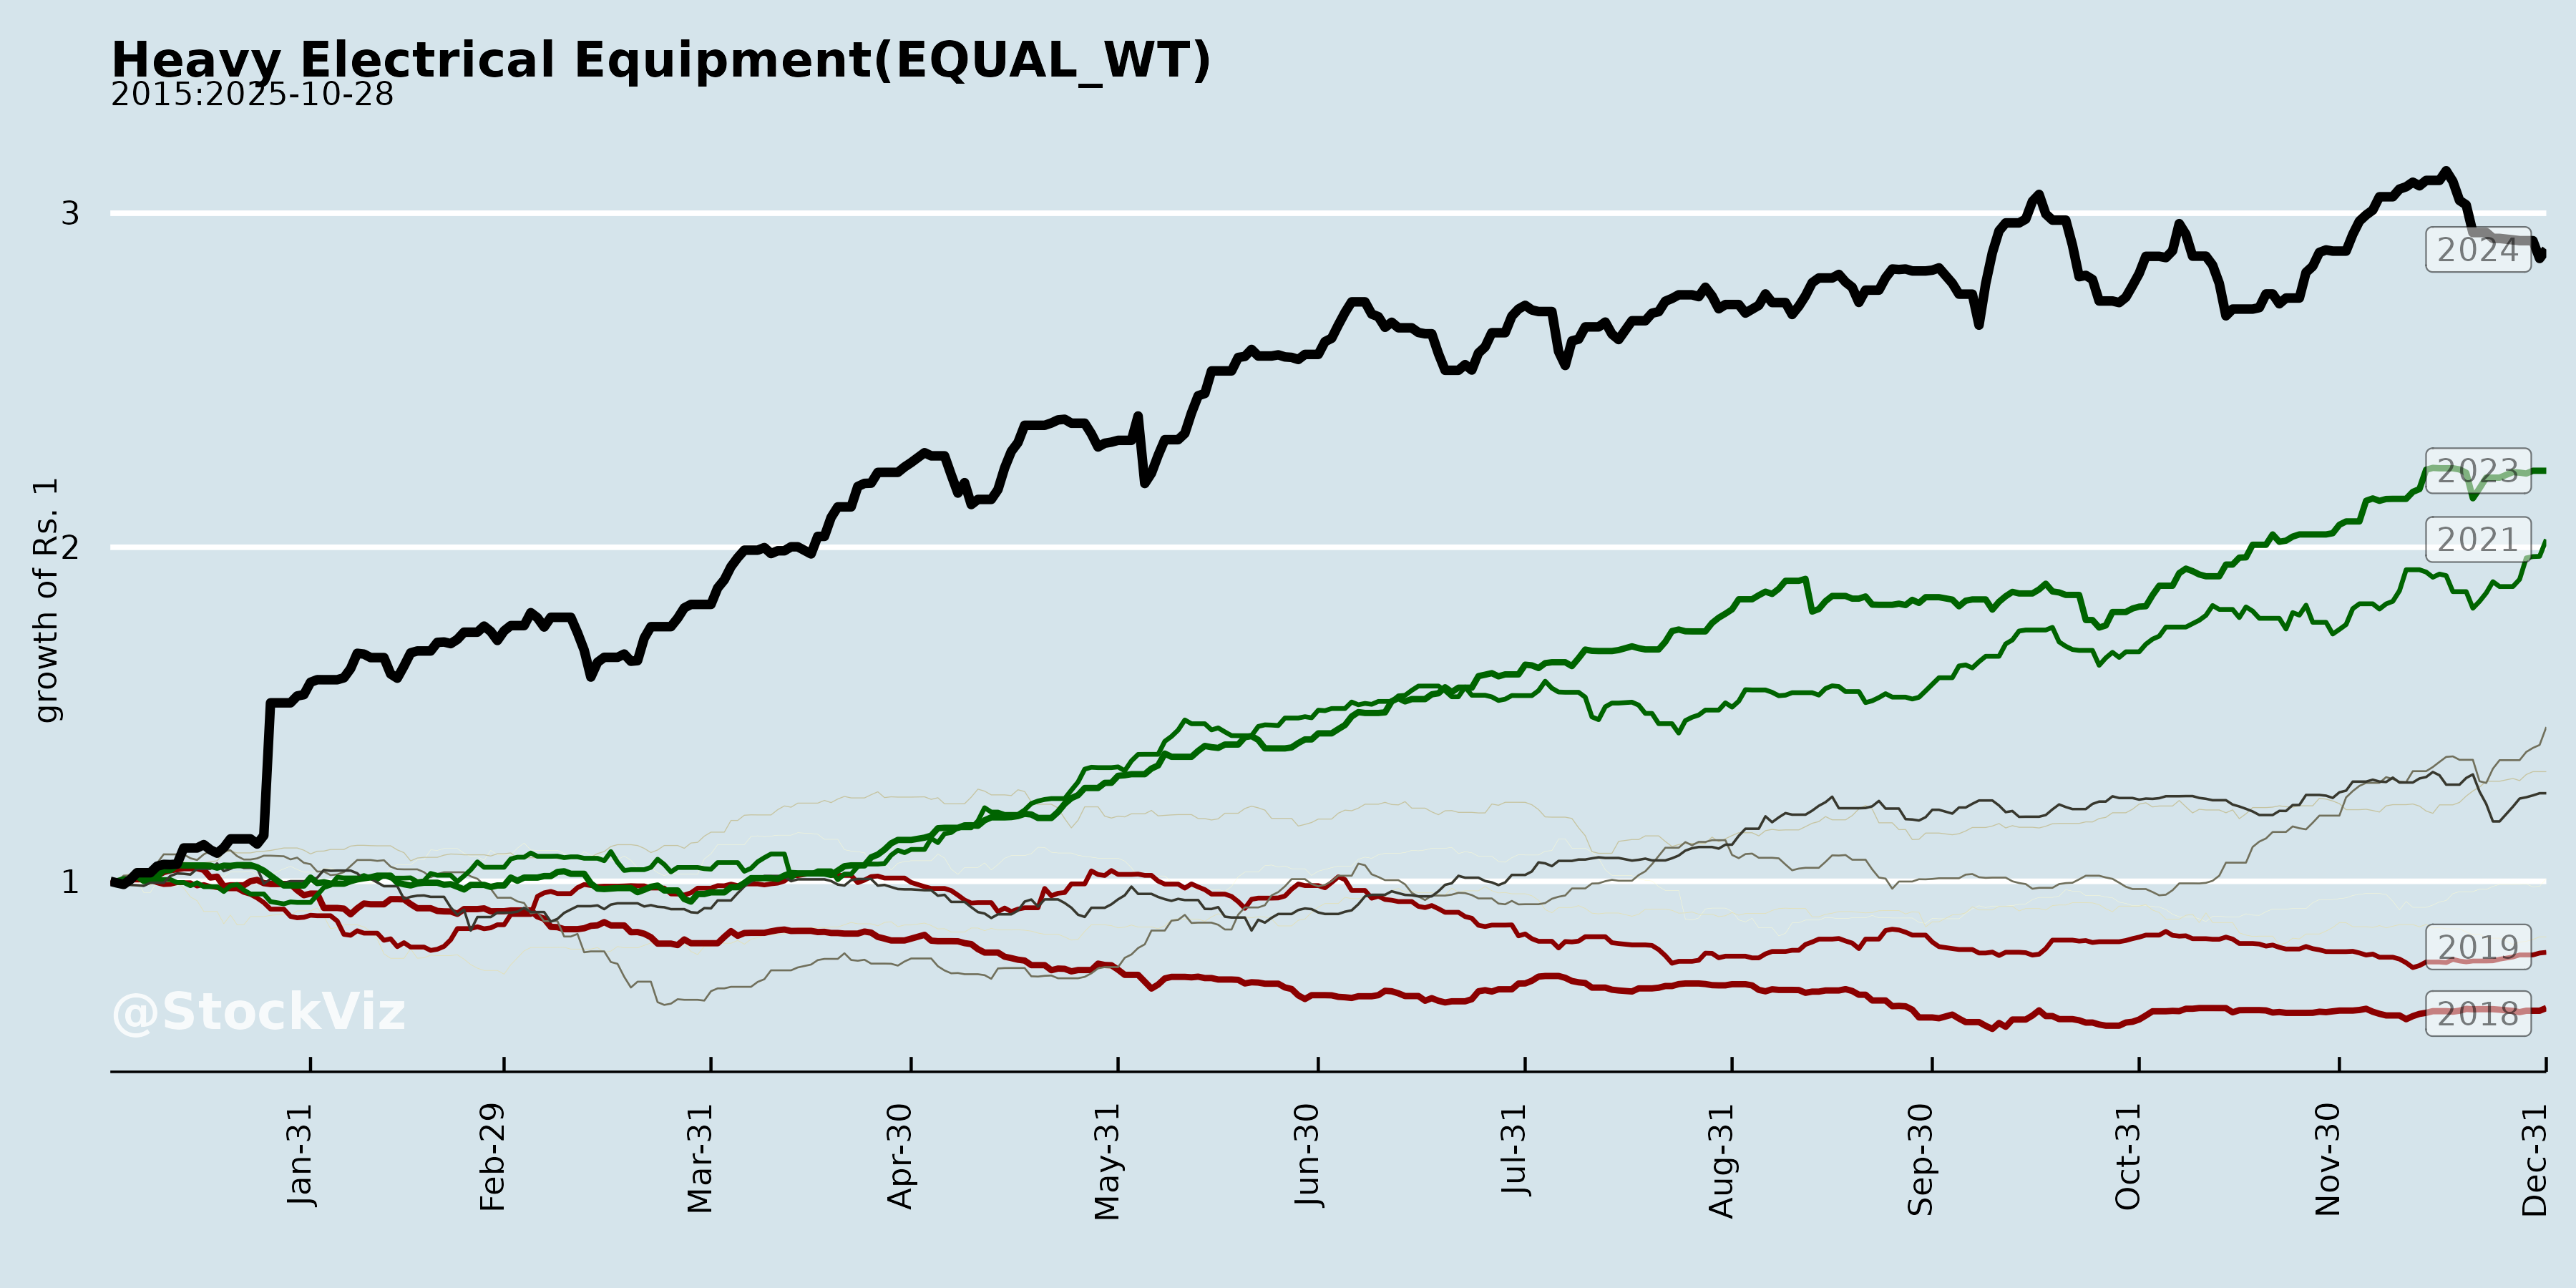 Heavy Electrical Equipment(EQUAL_WT)
2015:2025-10-28
growth of Rs. 1
3
2
1
2024
2023
2021
2019
2018
@StockViz
Jan-31
Feb-29
Mar-31
Apr-30
May-31
Jun-30
Jul-31
Aug-31
Sep-30
Oct-31
Nov-30
Dec-31